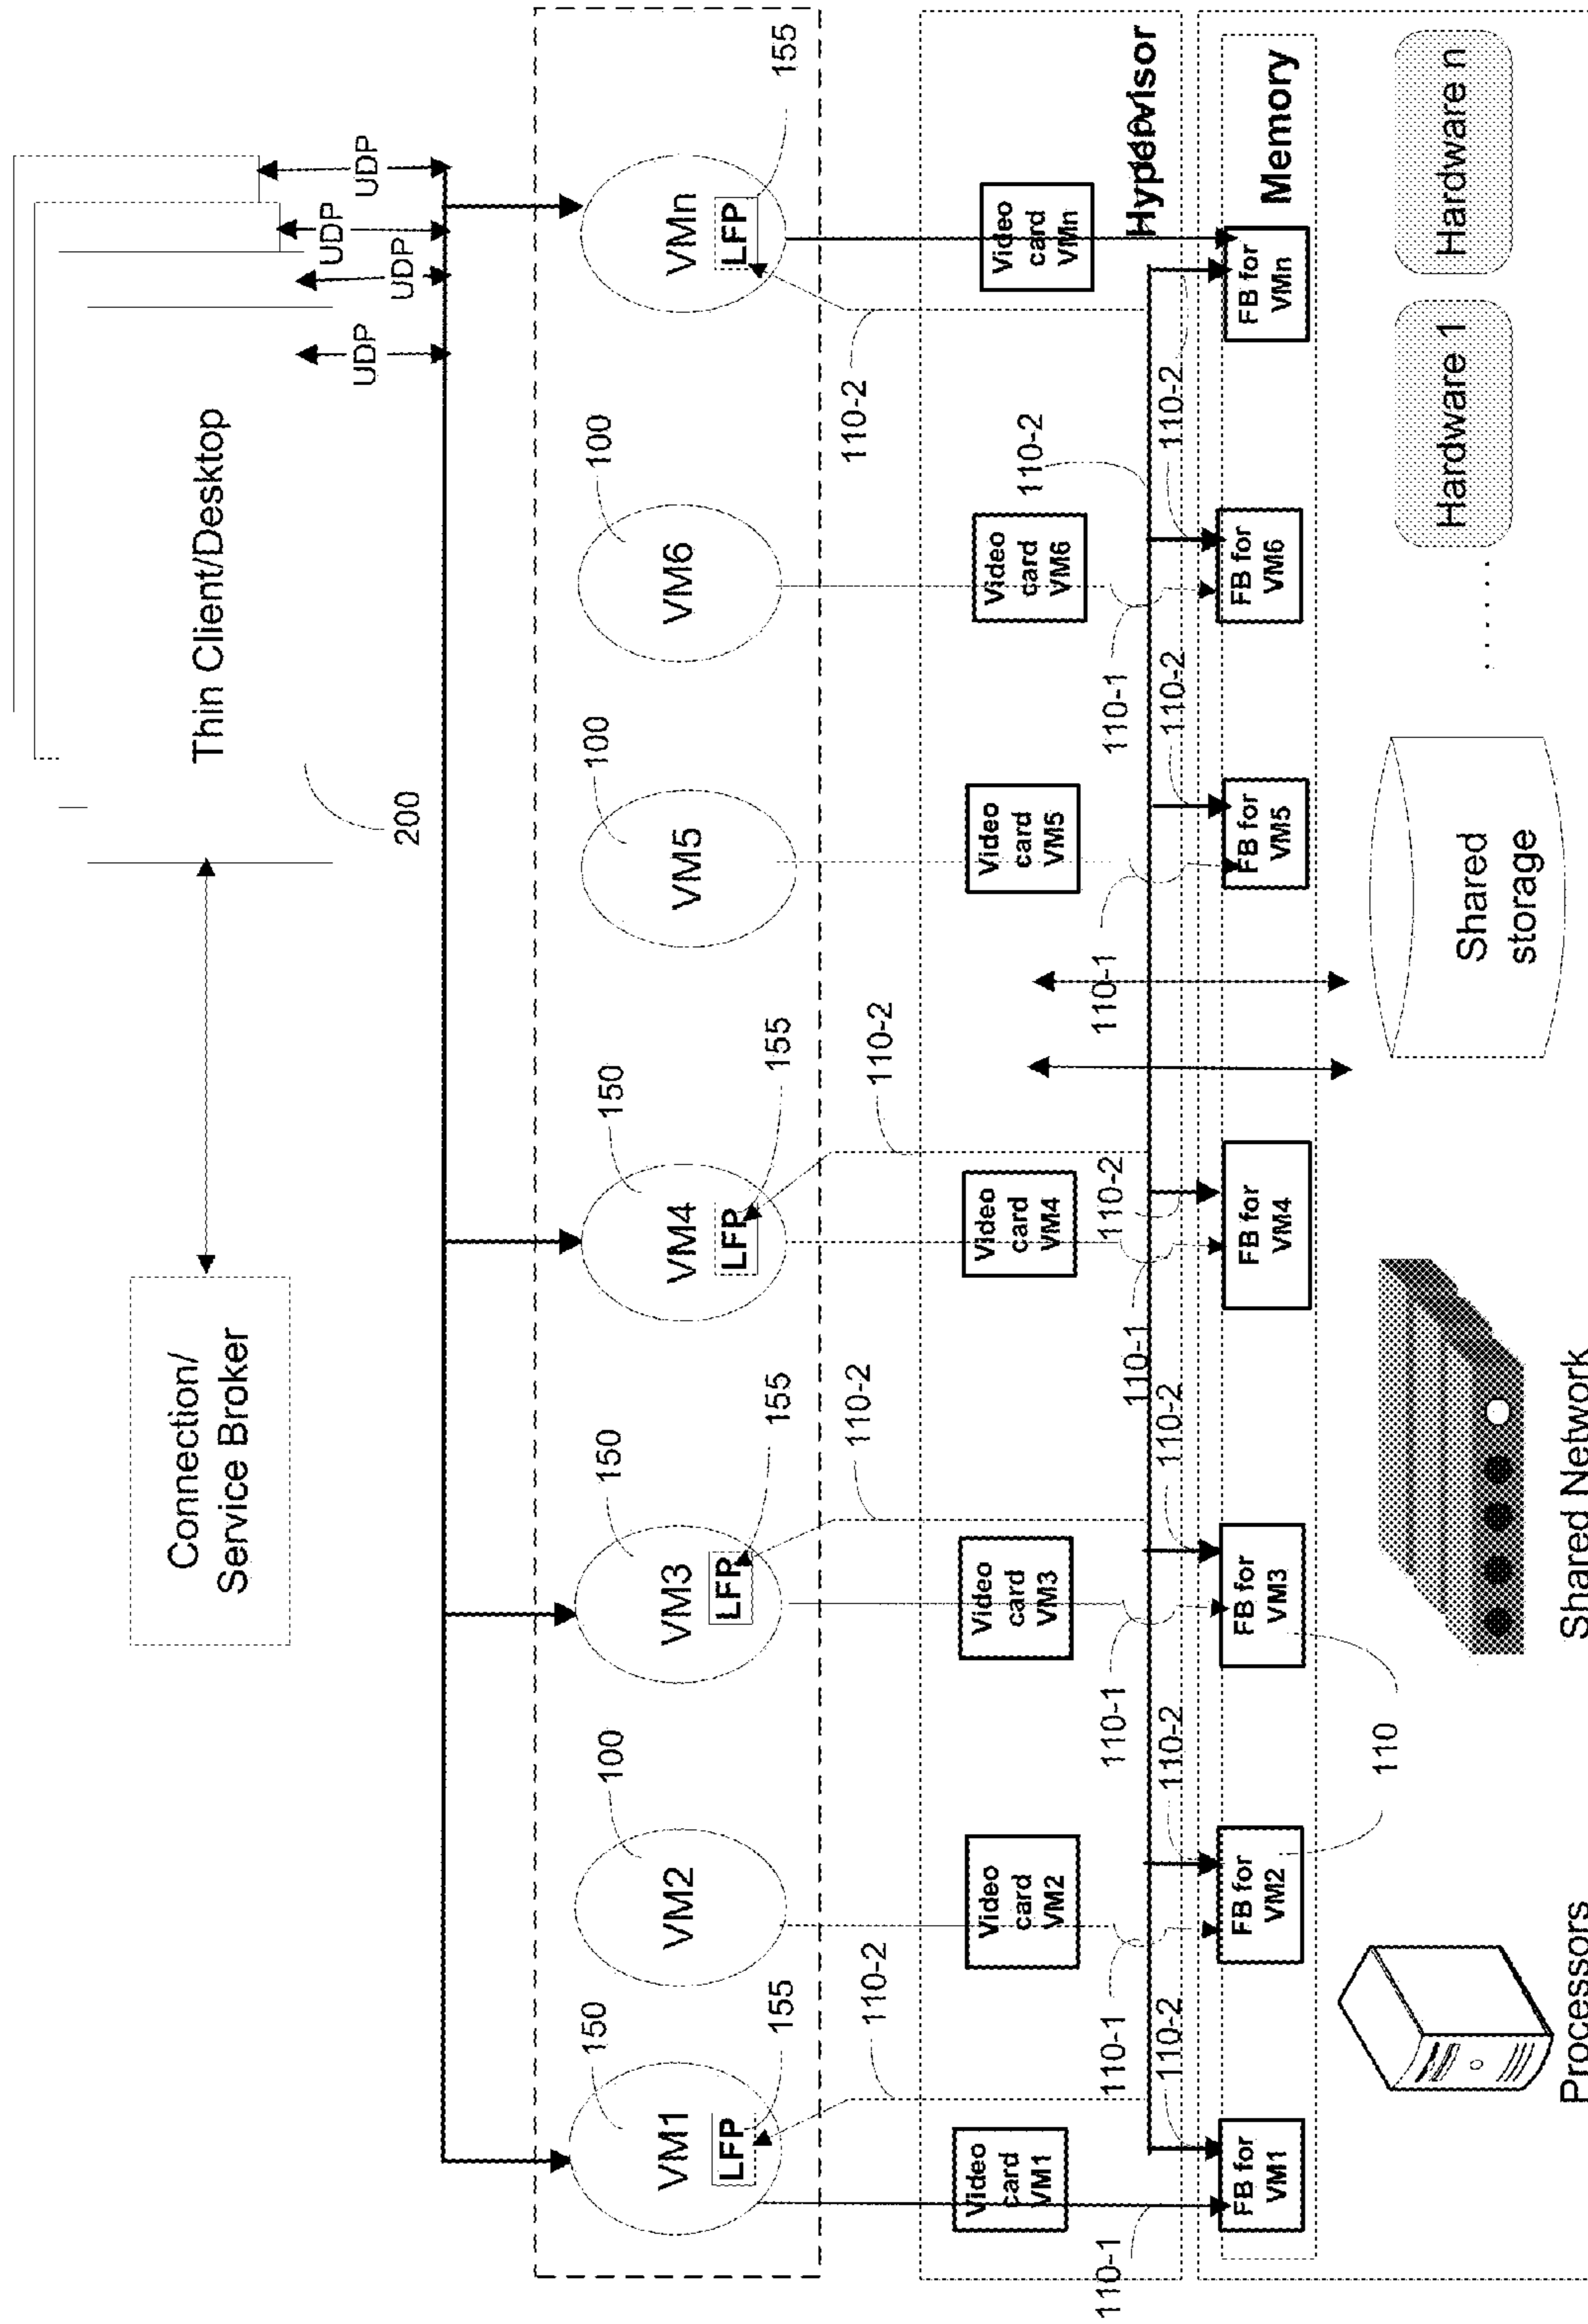 Connection/
Service Broker
Thin Client/Desktop
200
UDP
UDP
UDP
UDP
150
100
150
150
100
100
VM1
VM2
VM3
VM4
VM5
VM6
VMn
LFP
LFP
LFP
LFP
155
155
155
155
110-2
110-2
110-2
110-2
Video
card
VM1
Video
card
VM2
Video
card
VM3
Video
card
VM4
Video
card
VM5
Video
card
VM6
Video
card
VMn
110-2
110-1
110-1
110-1
110-1
110-1
110-1
110-2
110-2
110-2
110-2
110-2
110-2
110-2
FB for
VM1
FB for
VM2
FB for
VM3
FB for
VM4
FB for
VM5
FB for
VM6
FB for
VMn
Memory
110
Processors
Shared Network
Shared
storage
. . . . . .
Hardware 1
Hardware n